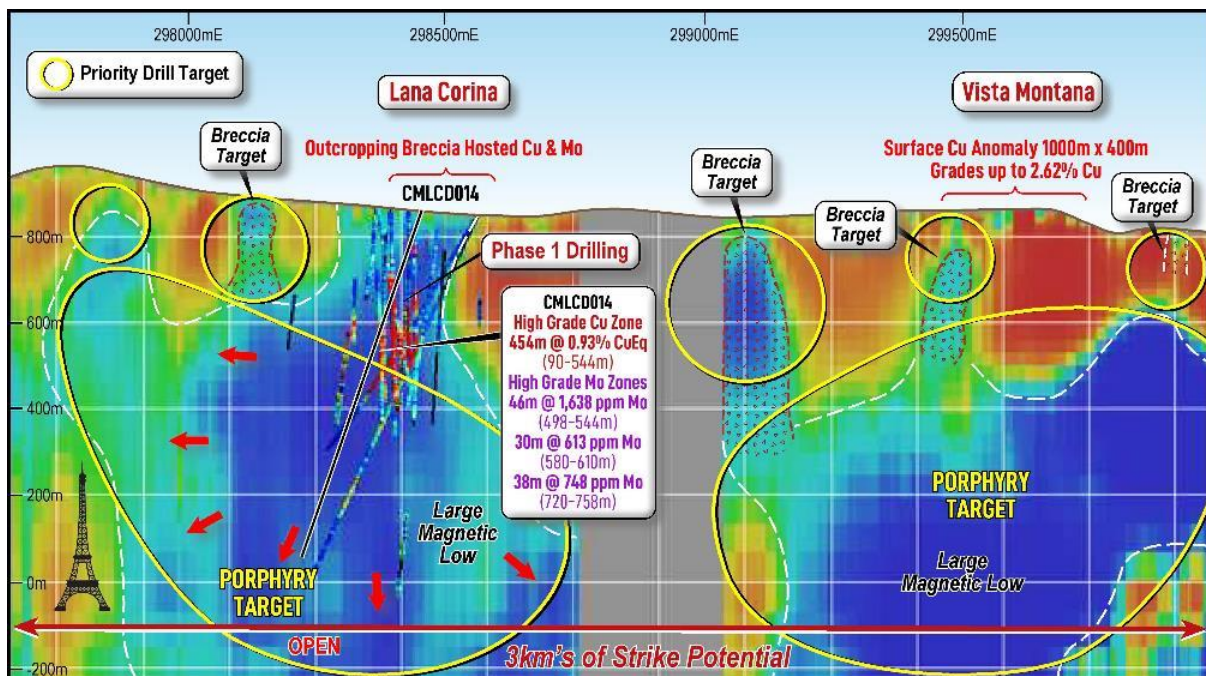 298000mE
298500mE
299000mE
299500mE
Priority Drill Target
Lana Corina
Vista Montana
Breccia
Target
Outcropping Breccia Hosted Cu & Mo
CMLCD014
Breccia
Target
Surface Cu Anomaly 1000m x 400m
Grades up to 2.62% Cu
Breccia
Target
Breccia
Target
800m
Phase 1 Drilling
CMLCD014
High Grade Cu Zone
454m @ 0.93% CuEq
(90-544m)
High Grade Mo Zones
46m @ 1,638 ppm Mo
(498-544m)
30m @ 613 ppm Mo
(580-610m)
38m @ 748 ppm Mo
(720-758m)
600m
400m
200m
0m
-200m
Large
Magnetic Low
PORPHYRY
TARGET
OPEN
PORPHYRY
TARGET
Large
Magnetic Low
3km's of Strike Potential